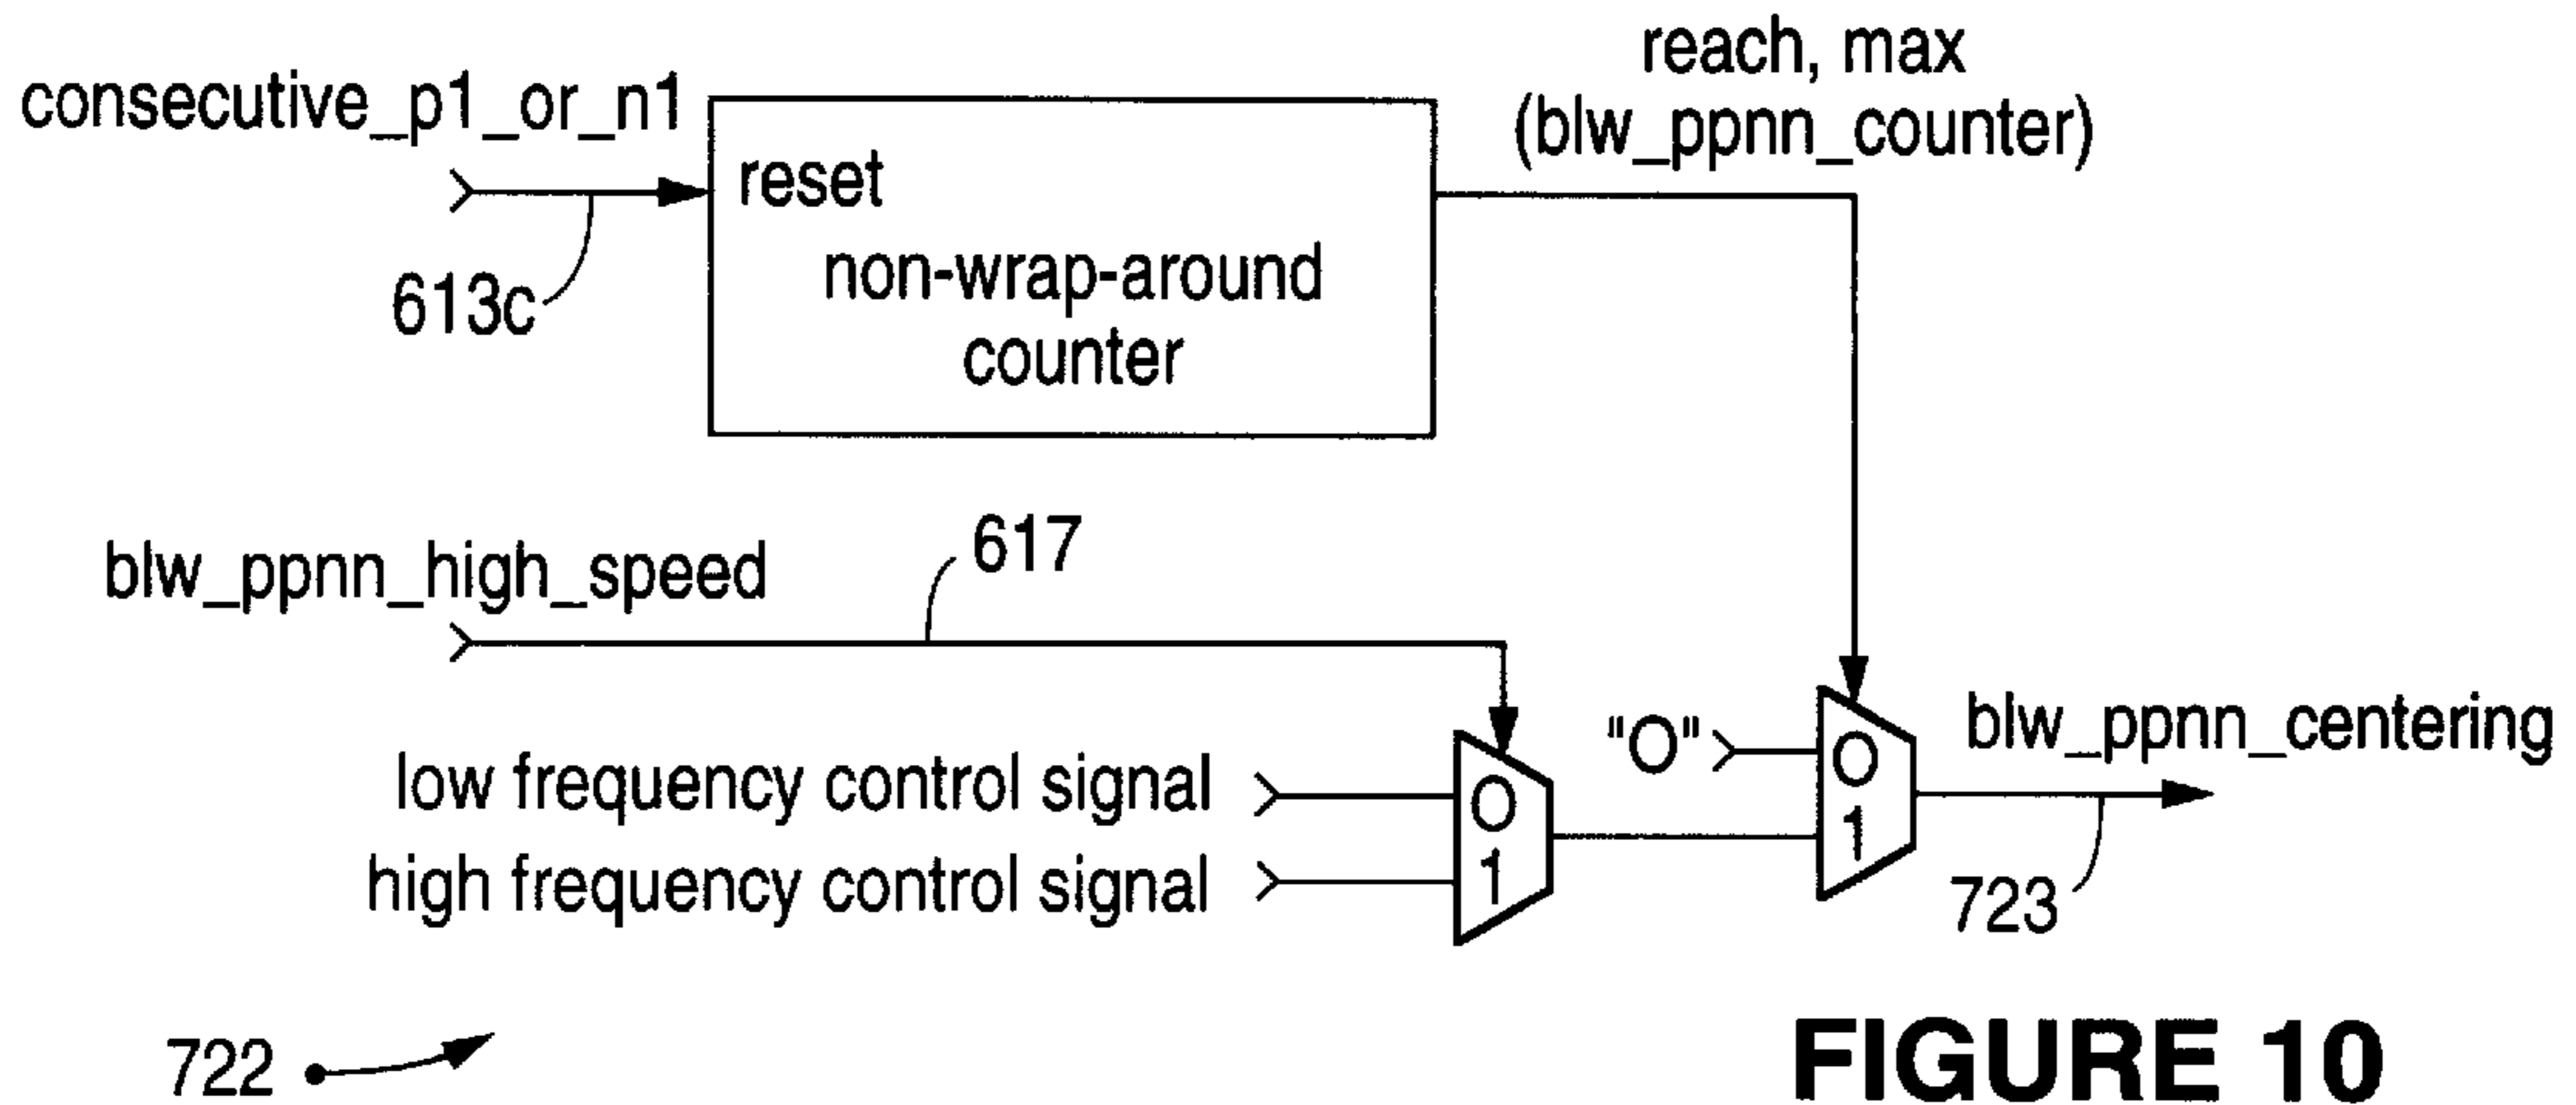 reach, max
(blw_ppnn_counter)
consecutive_p1_or_n1
reset
non-wrap-around
counter
613c
617
blw_ppnn_high_speed
"O"
O
1
blw_ppnn_centering
low frequency control signal
O
high frequency control signal
1
723
722
FIGURE 10